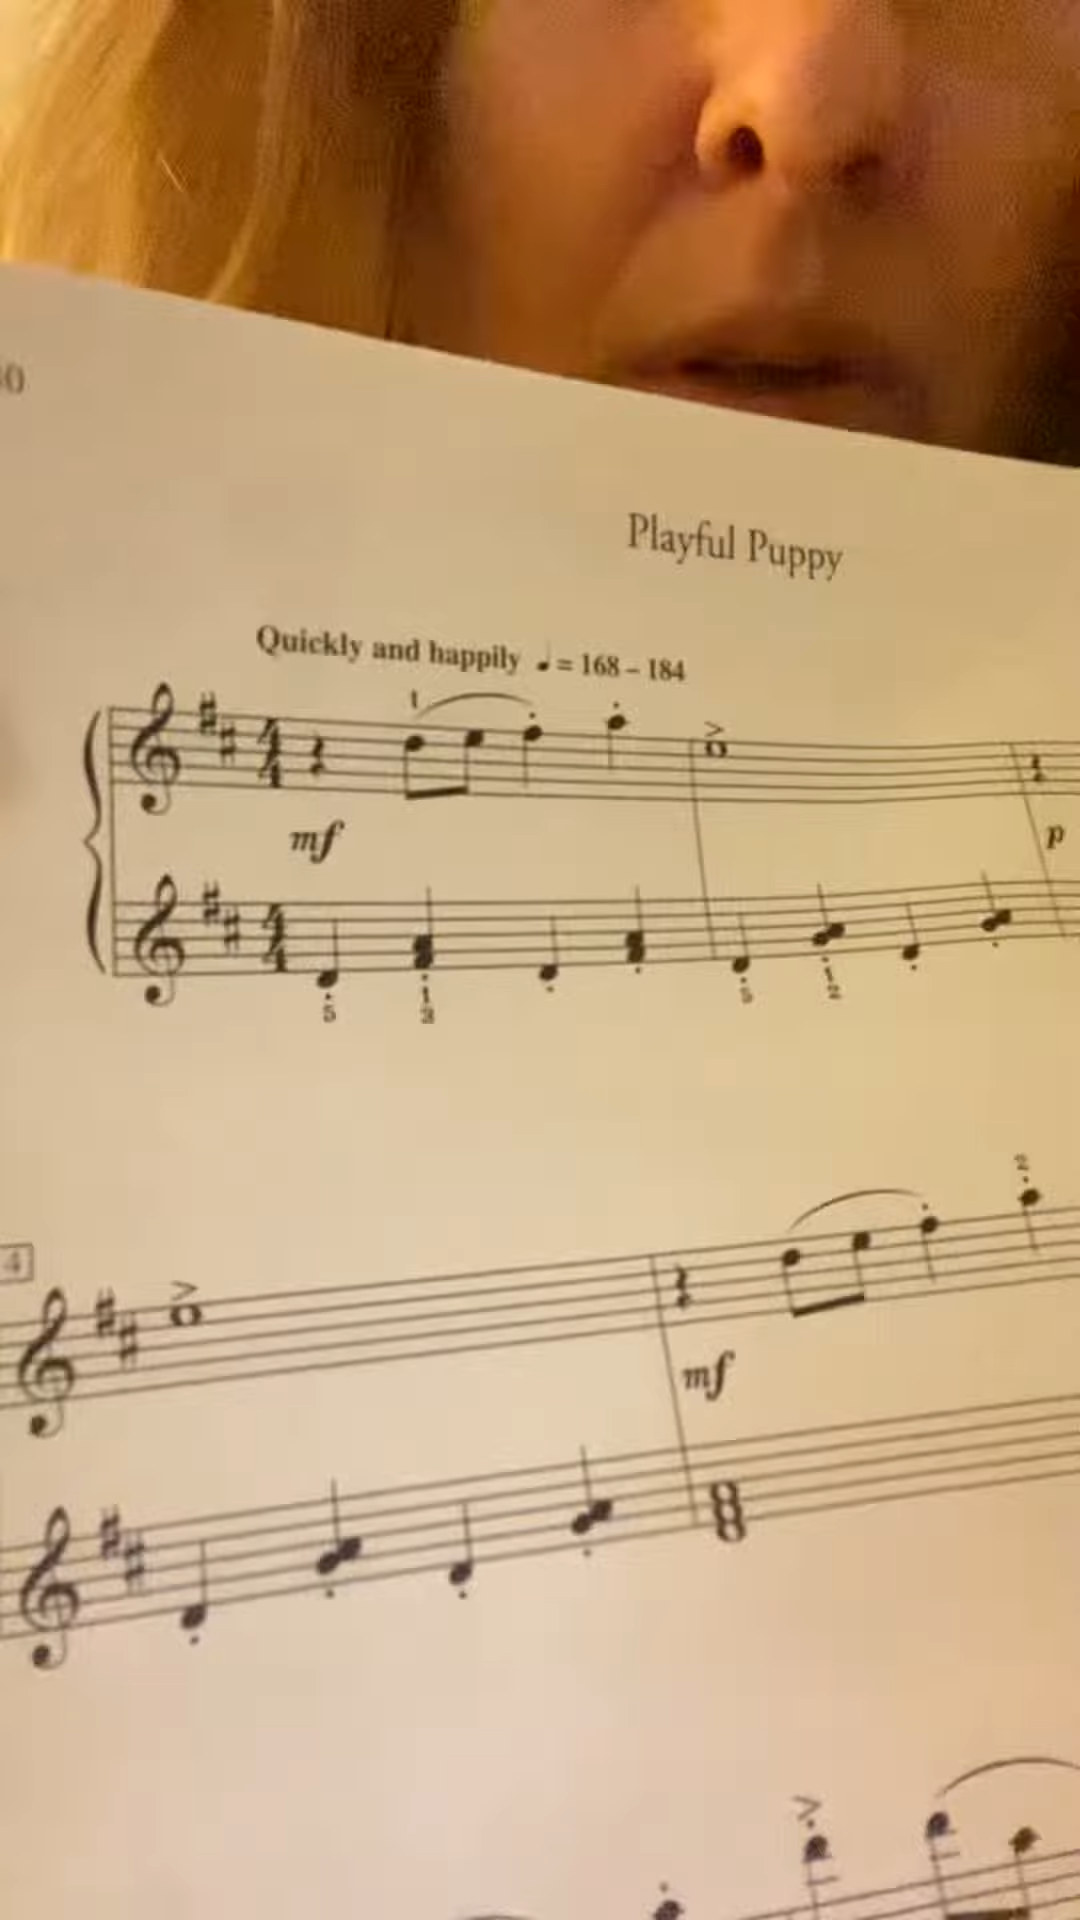 Playful Puppy
Quickly and happily ♩ = 168 – 184
1
mf
p
5 1 3 5 1 2
4
2
mf